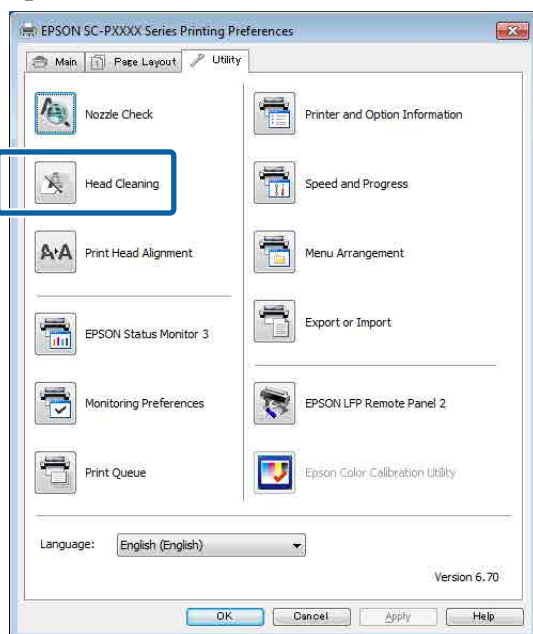 EPSON SC-PXXXX Series Printing Preferences
Main
Page Layout
Utility
Nozzle Check
Printer and Option Information
Head Cleaning
Speed and Progress
A▸A
Print Head Alignment
Menu Arrangement
EPSON Status Monitor 3
Export or Import
Monitoring Preferences
EPSON LFP Remote Panel 2
Print Queue
Epson Color Calibration Utility
Language:
English (English)
Version 6.70
OK
Cancel
Apply
Help